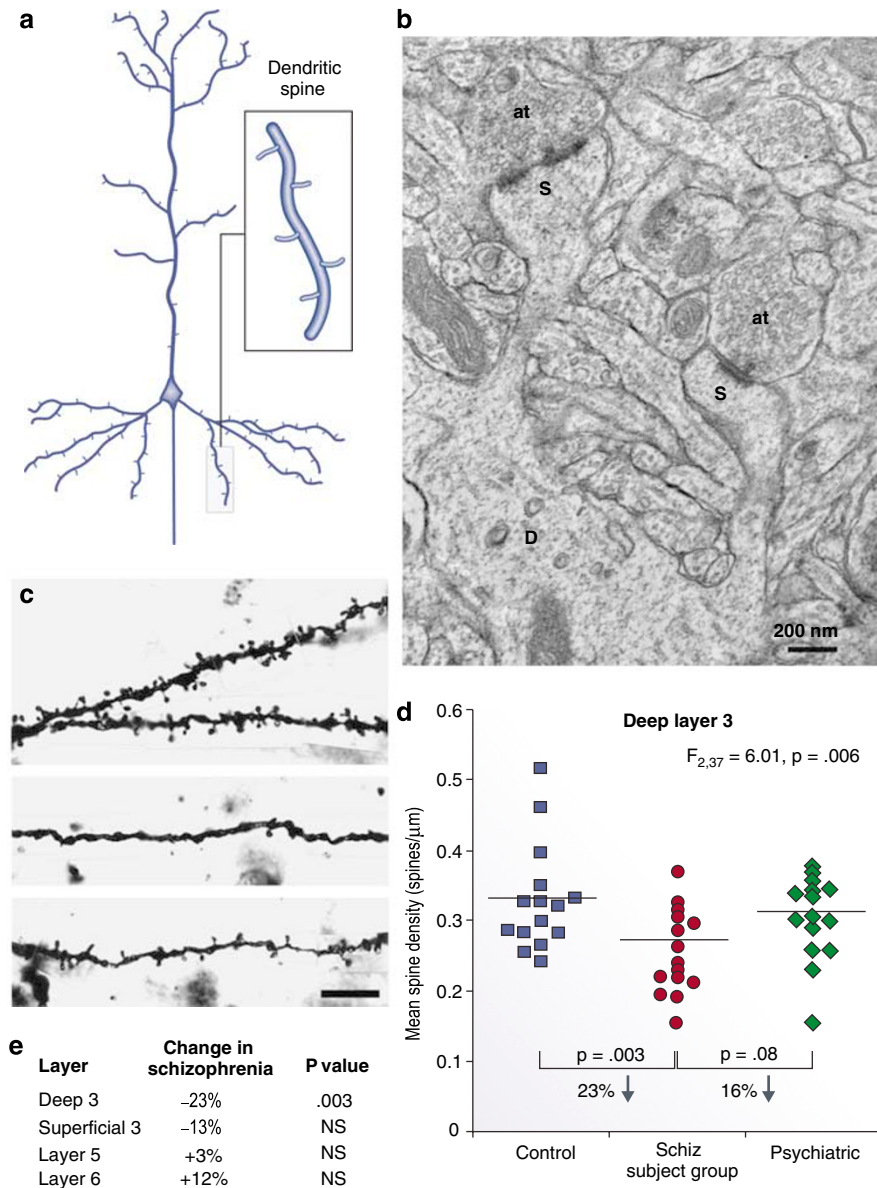 a
Dendritic
spine
b
at
S
at
S
D
200 nm
c
d
Deep layer 3
F2,37 = 6.01, p = .006
Mean spine density (spines/μm)
0.6
0.5
0.4
0.3
0.2
0.1
0
p = .003
p = .08
23%
16%
Control
Schiz
subject group
Psychiatric
e
Layer Change in schizophrenia P value
Deep 3 –23% .003
Superficial 3 –13% NS
Layer 5 +3% NS
Layer 6 +12% NS